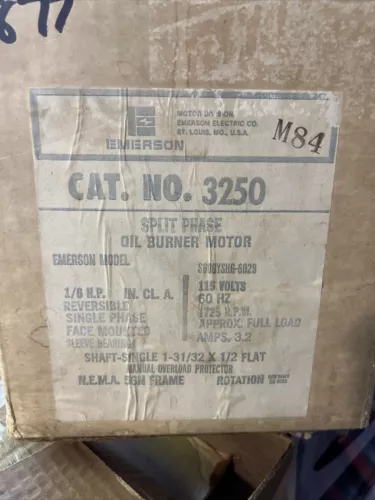 MOTOR DIVISION
EMERSON ELECTRIC CO.
ST. LOUIS, MO., U.S.A.
EMERSON
M84
CAT. NO. 3250
SPLIT PHASE
OIL BURNER MOTOR
EMERSON MODEL
1/6 H.P. IN. CL. A.
115 VOLTS
REVERSIBLE
60 HZ
SINGLE PHASE
1725 R.P.M.
FACE MOUNTED
APPROX. FULL LOAD
SLEEVE BEARING
AMPS. 3.2
SHAFT-SINGLE 1-31/32 X 1/2 FLAT
MANUAL OVERLOAD PROTECTOR
N.E.M.A. FRAME ROTATION